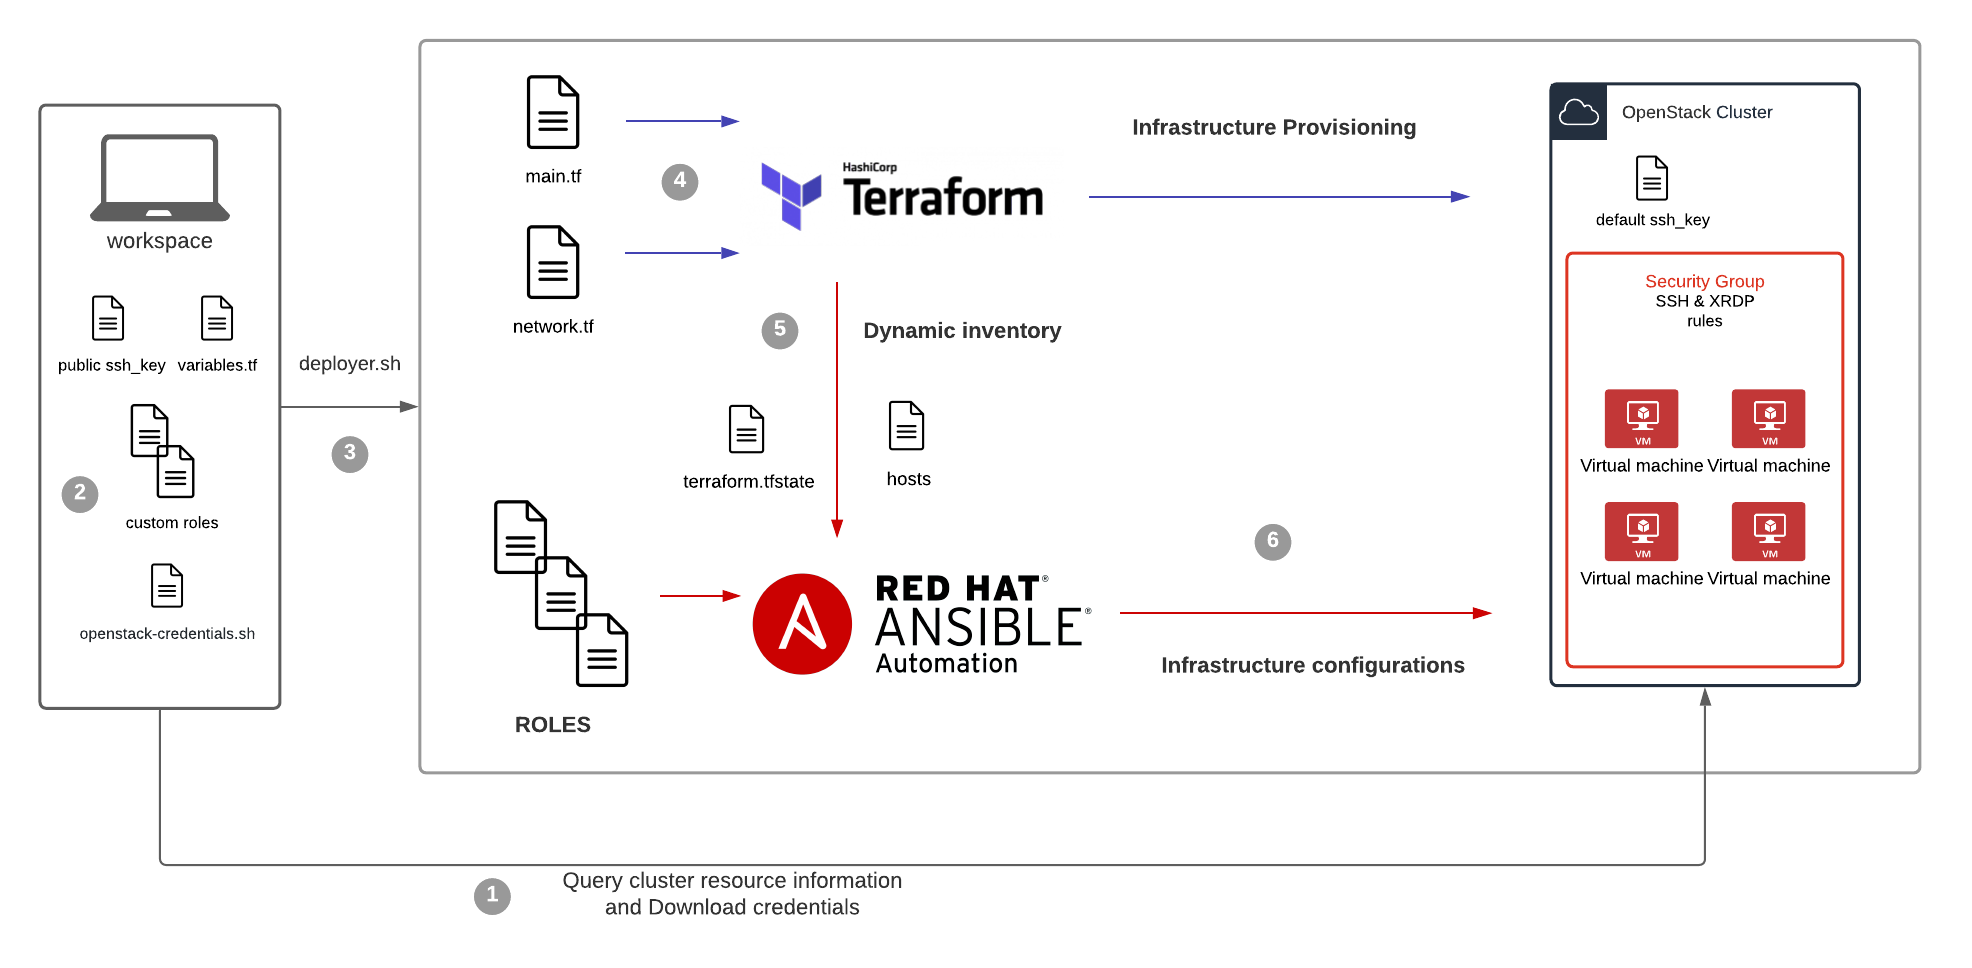 workspace
public ssh_key
variables.tf
2
custom roles
openstack-credentials.sh
deployer.sh
3
main.tf
4
network.tf
HashiCorp
Terraform
Infrastructure Provisioning
5
Dynamic inventory
terraform.tfstate
hosts
ROLES
RED HAT®
ANSIBLE®
Automation
6
Infrastructure configurations
OpenStack Cluster
default ssh_key
Security Group
SSH & XRDP
rules
VM
Virtual machine
VM
Virtual machine
VM
Virtual machine
VM
Virtual machine
1
Query cluster resource information
and Download credentials